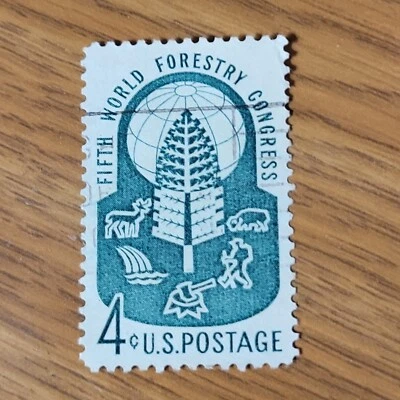 FIFTH WORLD FORESTRY CONGRESS
4¢ U.S. POSTAGE